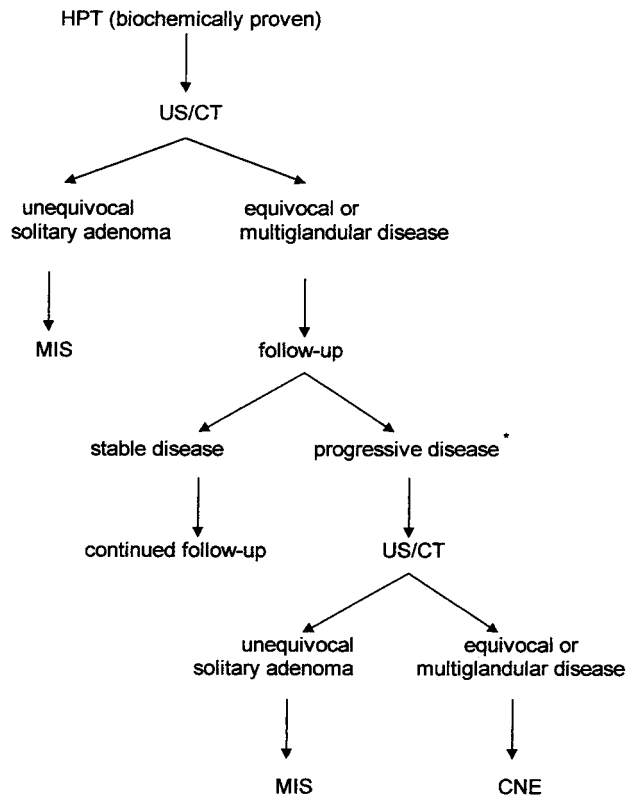 HPT (biochemically proven)
US/CT
unequivocal
solitary adenoma
equivocal or
multiglandular disease
MIS
follow-up
stable disease
progressive disease*
continued follow-up
US/CT
unequivocal
solitary adenoma
equivocal or
multiglandular disease
MIS
CNE